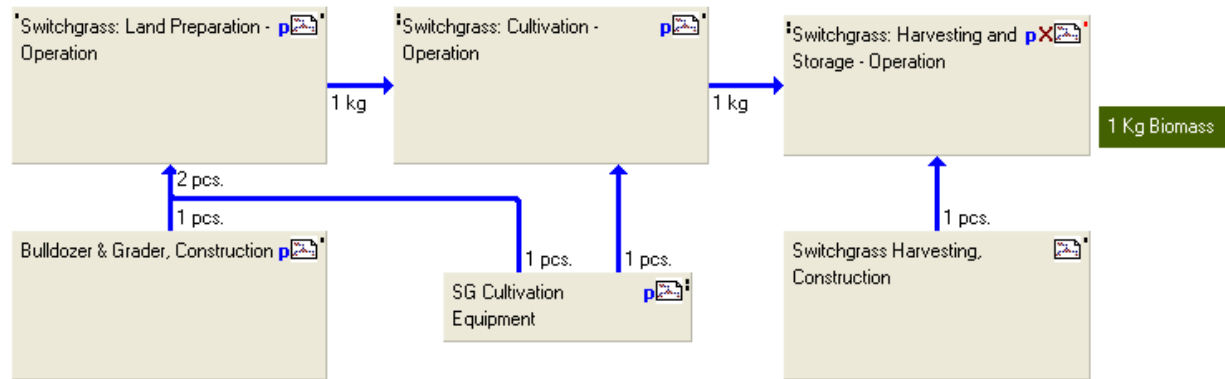 Switchgrass: Land Preparation - p
Operation
Switchgrass: Cultivation - p
Operation
Switchgrass: Harvesting and pX
Storage - Operation
1 kg
1 kg
1 Kg Biomass
2 pcs.
1 pcs.
1 pcs.
1 pcs.
1 pcs.
Bulldozer & Grader, Construction p
SG Cultivation p
Equipment
Switchgrass Harvesting,
Construction